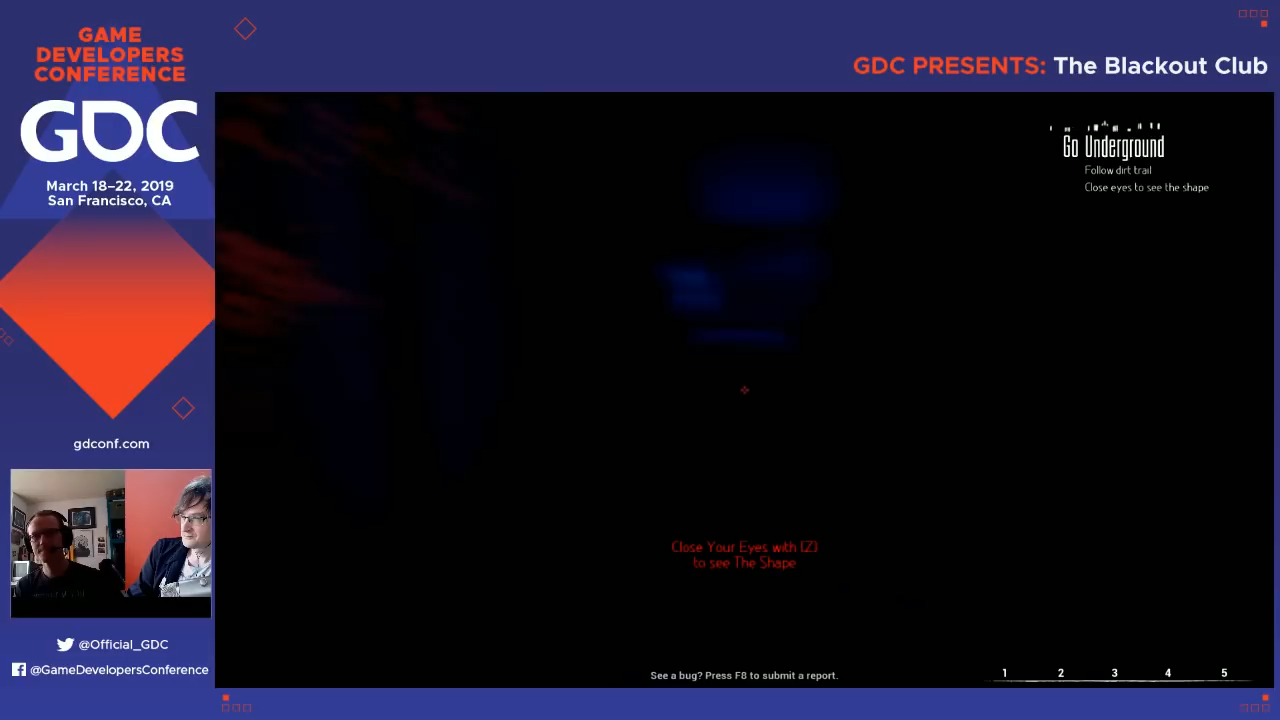 GAME
DEVELOPERS
CONFERENCE
GDC
March 18–22, 2019
San Francisco, CA
gdconf.com
@Official_GDC
@GameDevelopersConference
GDC PRESENTS: The Blackout Club
Go Underground
Follow dirt trail
Close eyes to see the shape
Close Your Eyes with [Z]
to see The Shape
See a bug? Press F8 to submit a report.
1 2 3 4 5